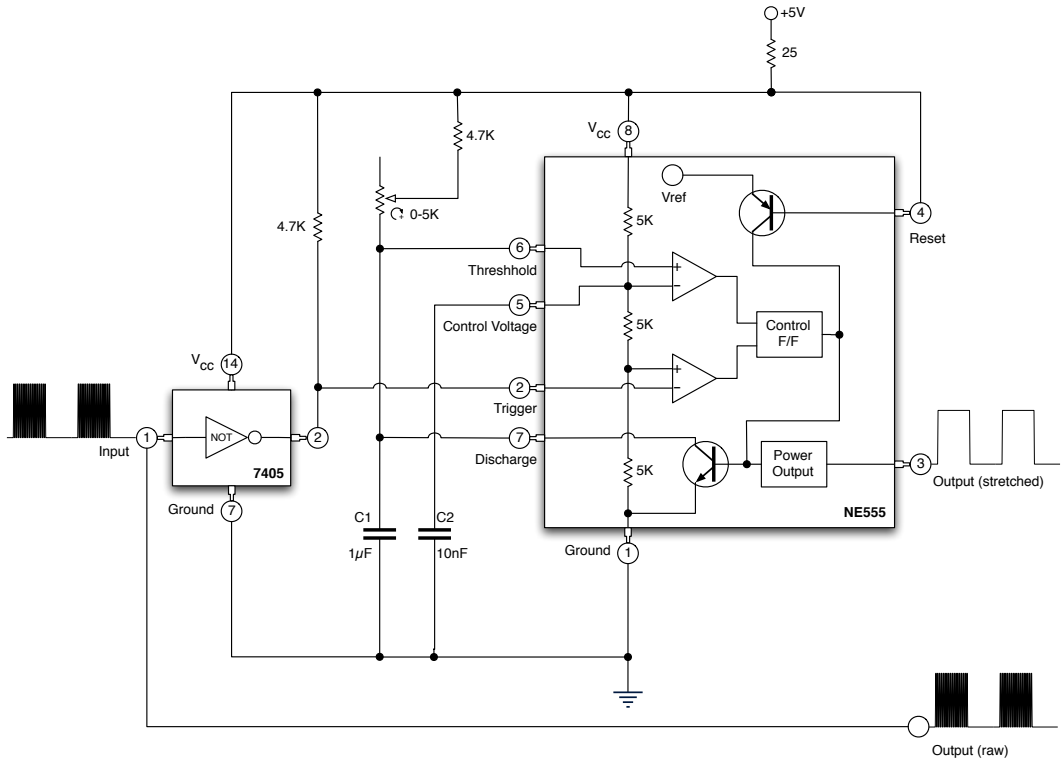 +5V
25
V CC
8
4.7K
Vref
4.7K
0-5K
5K
4
Reset
6
Threshhold
5
Control Voltage
5K
Control
F/F
V CC
14
2
Trigger
1
Input
NOT
2
7405
7
Discharge
5K
Power
Output
3
Output (stretched)
Ground
7
C1
1µF
C2
10nF
NE555
Ground
1
Output (raw)